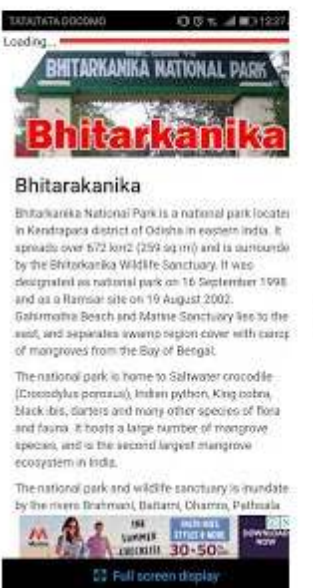 TATA/TATA DOCOMO
Loading...
BHITARKANIKA NATIONAL PARK
Bhitarkanika
Bhitarakanika
Bhitarkanika National Park is a national park locate
in Kendrapara district of Odisha in eastern India. It
spreads over 672 km2 (259 sq mi) and is surrounde
by the Bhitarkanika Wildlife Sanctuary. It was
designated as national park on 16 September 1998
and as a Ramsar site on 19 August 2002.
Gahirmatha Beach and Marine Sanctuary lies to the
east, and separates swamp region cover with canop
of mangroves from the Bay of Bengal.
The national park is home to Saltwater crocodile
(Crocodylus porosus), Indian python, King cobra,
black ibis, darters and many other species of flora
and fauna. It hosts a large number of mangrove
species, and is the second largest mangrove
ecosystem in India.
The national park and wildlife sanctuary is inundate
by the rivers Brahmani, Baitarni, Dhamra, Pathsala
THE
SUMMER
CHECKLIST
STYLES & MORE
30-50%
DOWNLOAD
NOW
Full screen display